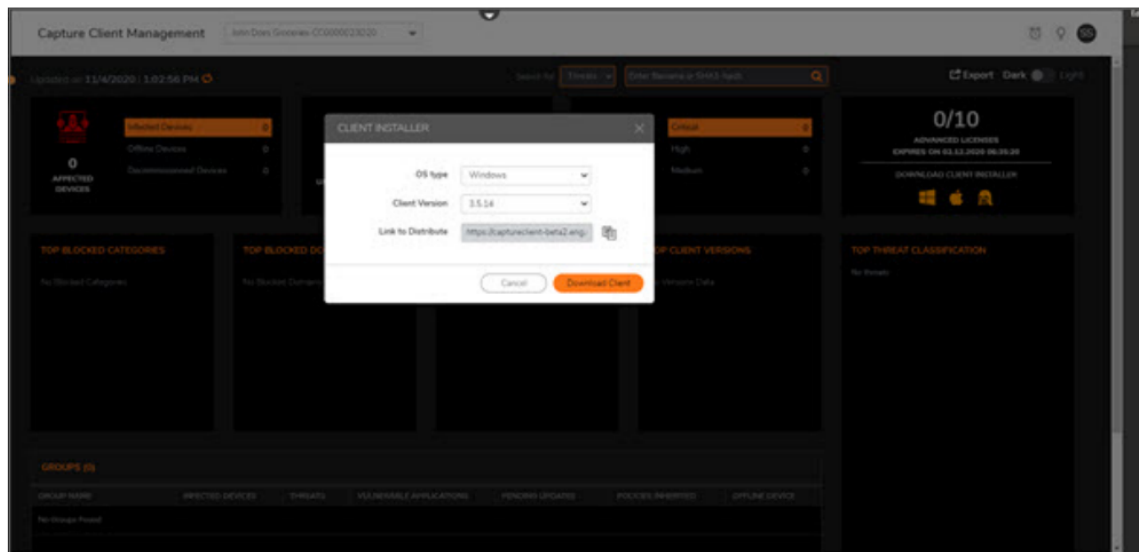 Capture Client Management
SS
Updated on 11/4/2020 | 1:02:56 PM
Search for
Threats
Enter filename or SHA1 hash
Export
Dark
Light
0
AFFECTED
DEVICES
Infected Devices 0
Offline Devices 0
Decommissioned Devices 0
Critical 0
High 0
Medium 0
0/10
ADVANCED LICENSES
DOWNLOAD CLIENT INSTALLER:
CLIENT INSTALLER
OS type
Windows
Client Version
3.5.14
Link to Distribute
https://captureclient-beta2.eng.
Cancel
Download Client
TOP BLOCKED CATEGORIES
No Blocked Categories
TOP BLOCKED DO
No Blocked Domains
OP CLIENT VERSIONS
Versions Data
TOP THREAT CLASSIFICATION
No threats
GROUPS (0)
GROUP NAME
INFECTED DEVICES
THREATS
VULNERABLE APPLICATIONS
PENDING UPDATES
POLICIES INHERITED
OFFLINE DEVICE
No Groups Found